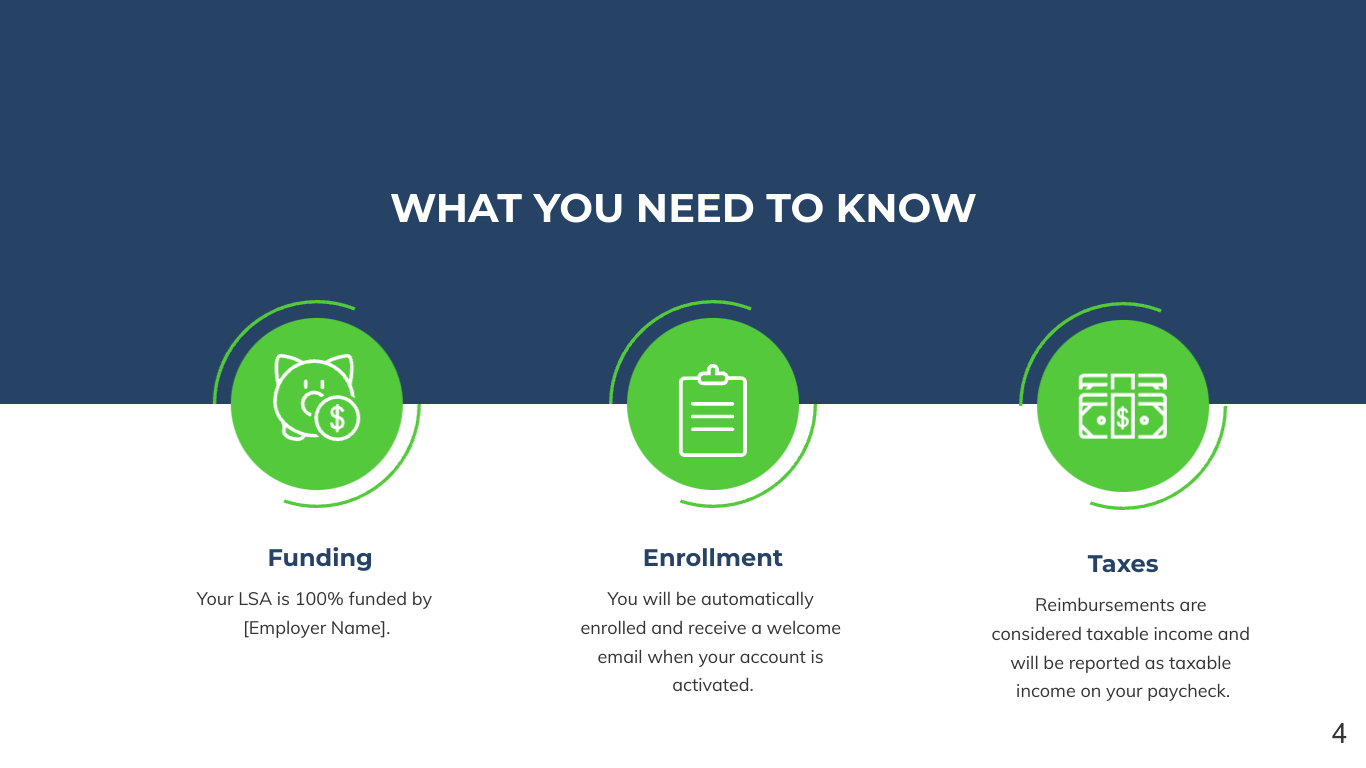 WHAT YOU NEED TO KNOW
$
$
Funding
Your LSA is 100% funded by
[Employer Name].
Enrollment
You will be automatically
enrolled and receive a welcome
email when your account is
activated.
Taxes
Reimbursements are
considered taxable income and
will be reported as taxable
income on your paycheck.
4